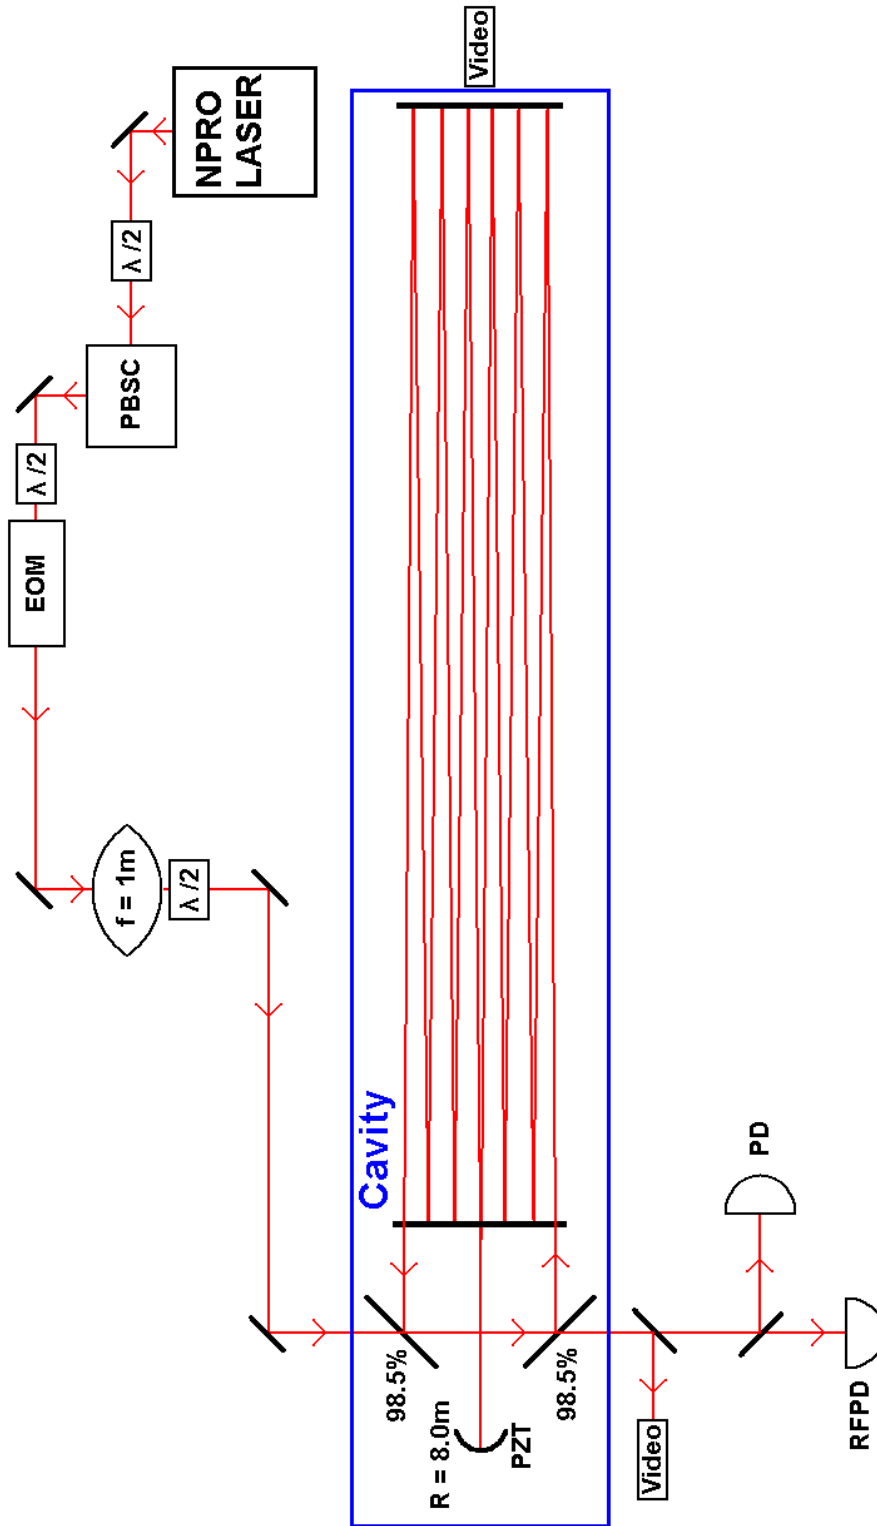 NPRO
LASER
λ /2
PBSC
λ /2
EOM
f = 1m
λ /2
Video
Cavity
98.5%
98.5%
R = 8.0m
PZT
Video
PD
RFPD